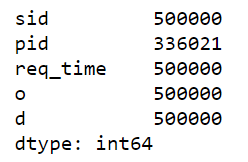 sid 500000
pid 336021
req_time 500000
o 500000
d 500000
dtype: int64